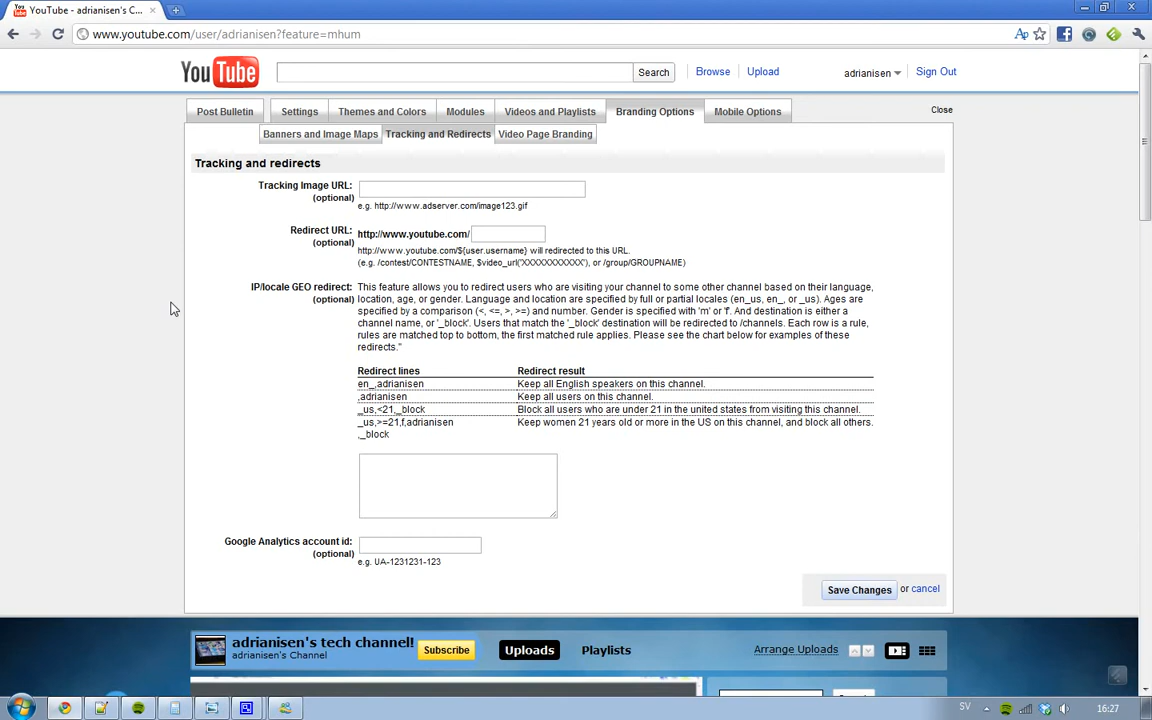 YouTube - adrianisen's C...
www.youtube.com/user/adrianisen?feature=mhum
YouTube
Search
Browse
Upload
adrianisen
Sign Out
Post Bulletin
Settings
Themes and Colors
Modules
Videos and Playlists
Branding Options
Mobile Options
Close
Banners and Image Maps
Tracking and Redirects
Video Page Branding
Tracking and redirects
Tracking Image URL:
(optional)
e.g. http://www.adserver.com/image123.gif
Redirect URL:
(optional)
http://www.youtube.com/
http://www.youtube.com/${user.username} will redirected to this URL.
(e.g. /contest/CONTESTNAME, $video_url('XXXXXXXXXXX'), or /group/GROUPNAME)
IP/locale GEO redirect:
(optional)
This feature allows you to redirect users who are visiting your channel to some other channel based on their language,
location, age, or gender. Language and location are specified by full or partial locales (en_us, en_, or _us). Ages are
specified by a comparison (<, <=, >, >=) and number. Gender is specified with 'm' or 'f'. And destination is either a
channel name, or '_block'. Users that match the '_block' destination will be redirected to /channels. Each row is a rule,
rules are matched top to bottom, the first matched rule applies. Please see the chart below for examples of these
redirects."
Redirect lines
Redirect result
en_,adrianisen
Keep all English speakers on this channel.
,adrianisen
Keep all users on this channel.
_us,<21,_block
Block all users who are under 21 in the united states from visiting this channel.
_us,>=21,f,adrianisen
,_block
Keep women 21 years old or more in the US on this channel, and block all others.
Google Analytics account id:
(optional)
e.g. UA-1231231-123
Save Changes
or cancel
adrianisen's tech channel!
adrianisen's Channel
Subscribe
Uploads
Playlists
Arrange Uploads
SV
16:27